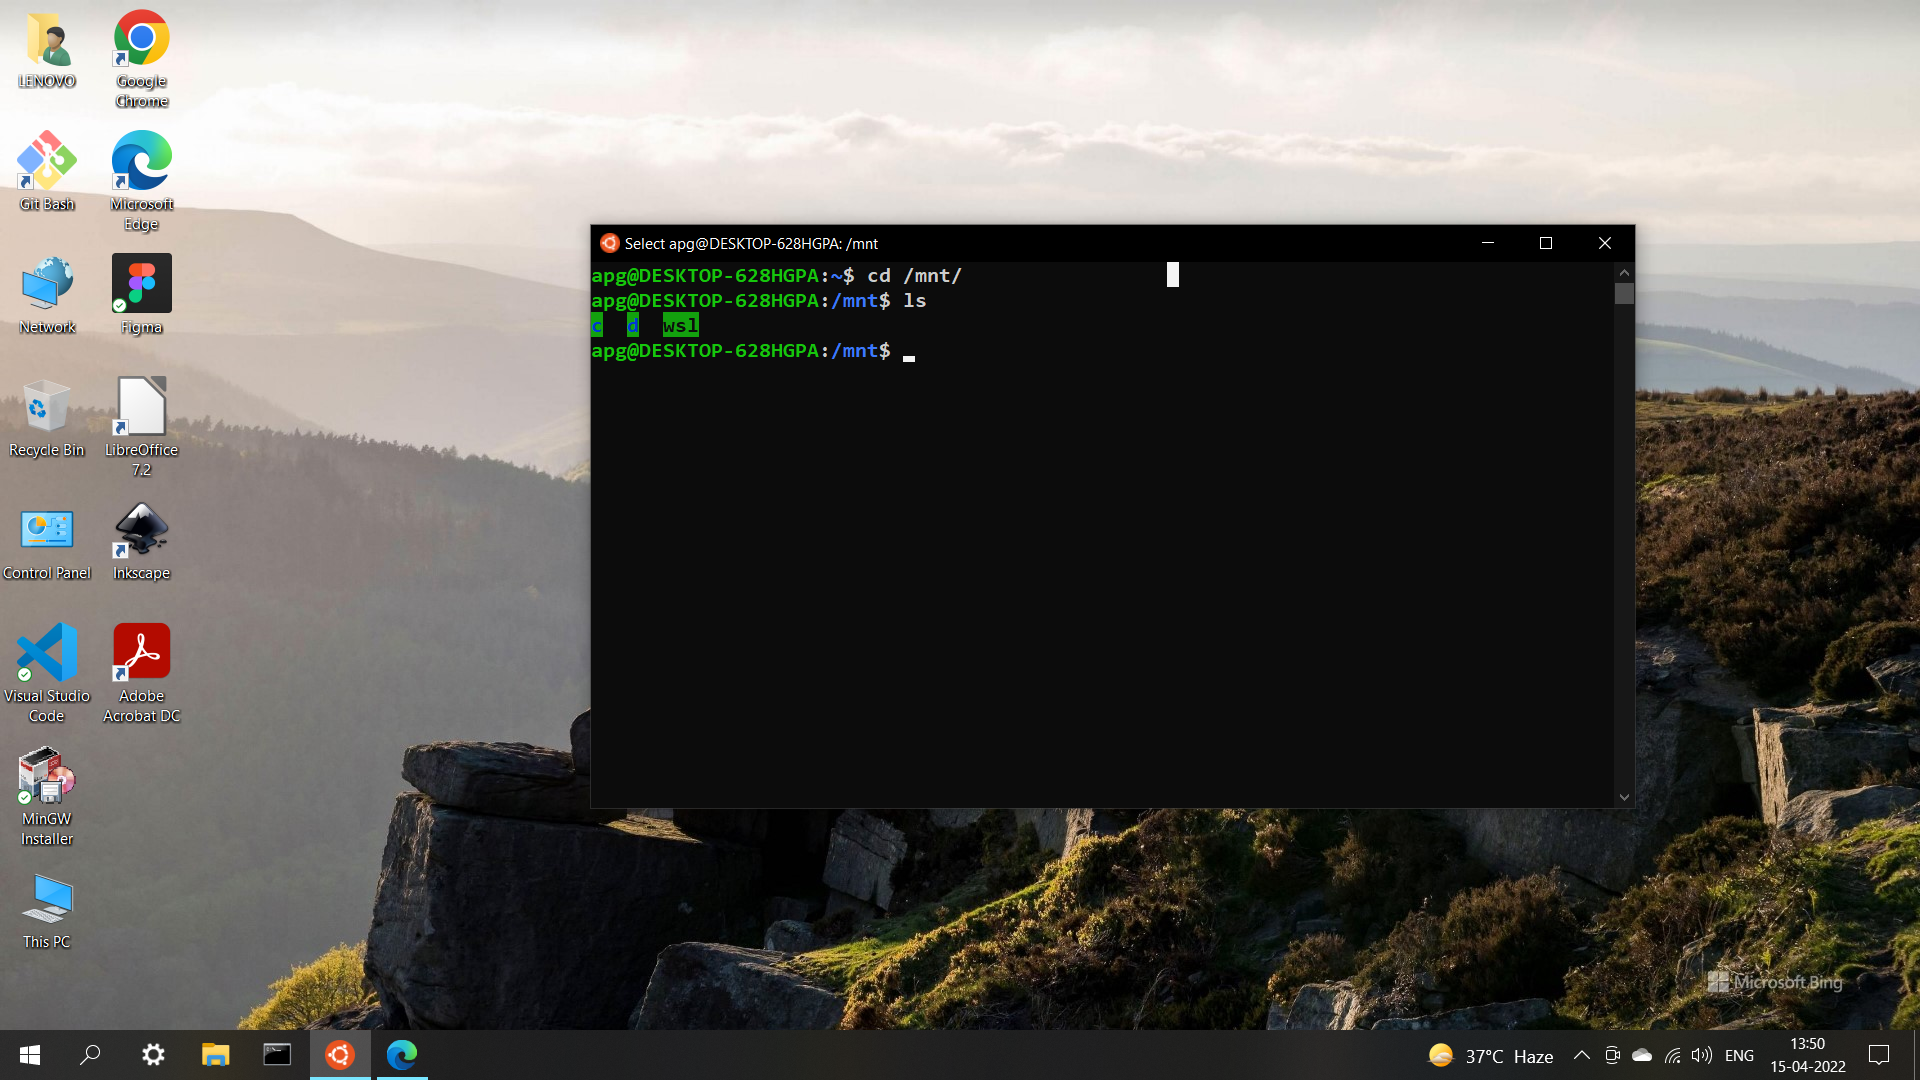 LENOVO
Google
Chrome
Git Bash
Microsoft
Edge
Network
Figma
Recycle Bin
LibreOffice
7.2
Control Panel
Inkscape
Visual Studio
Code
Adobe
Acrobat DC
MinGW
Installer
This PC
Select apg@DESKTOP-628HGPA: /mnt
apg@DESKTOP-628HGPA:~$ cd /mnt/
apg@DESKTOP-628HGPA:/mnt$ ls
c  d  wsl
apg@DESKTOP-628HGPA:/mnt$
Microsoft Bing
37°C Haze
ENG
13:50
15-04-2022